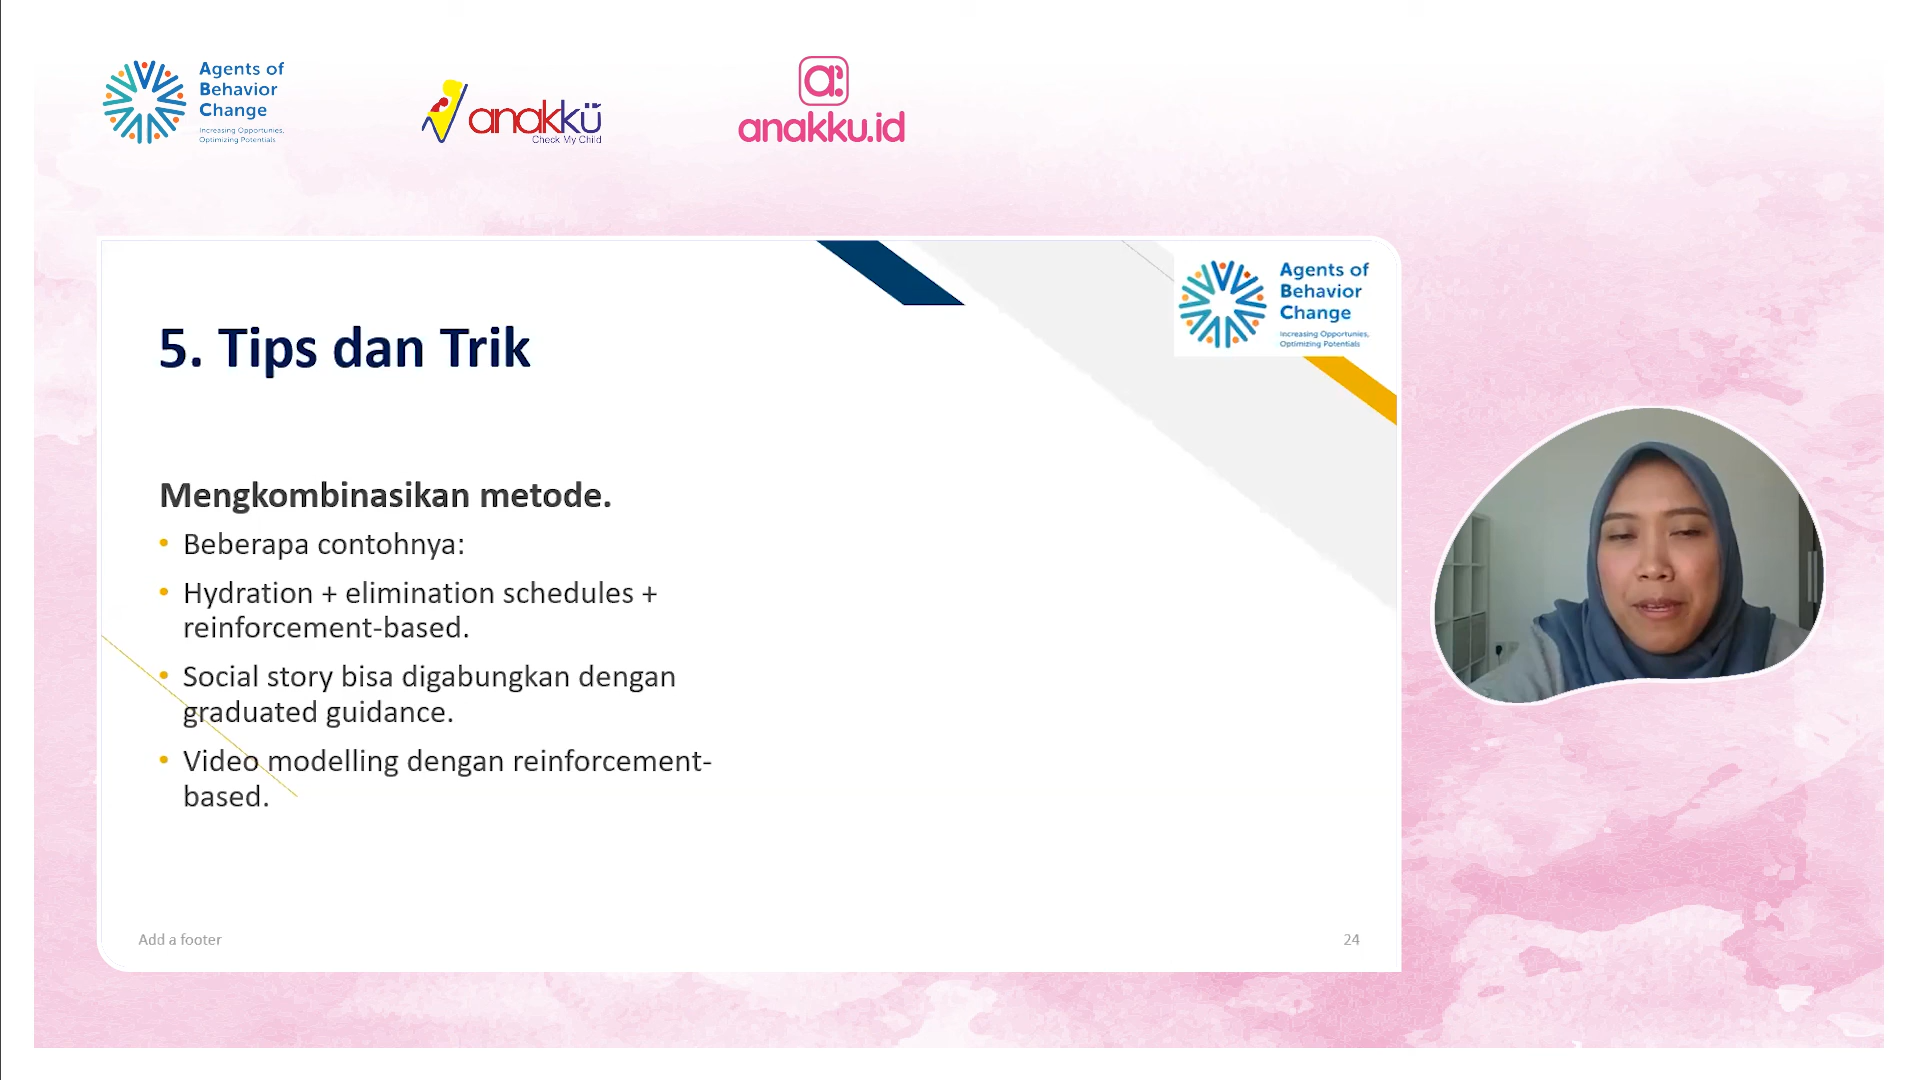 Agents of
Behavior
Change
Increasing Opportunies,
Optimizing Potentials
anakkü
Check My Child
a:
anakku.id
Agents of
Behavior
Change
Increasing Opportunies,
Optimizing Potentials
5. Tips dan Trik
Mengkombinasikan metode.
• Beberapa contohnya:
• Hydration + elimination schedules +
reinforcement-based.
• Social story bisa digabungkan dengan
graduated guidance.
• Video modelling dengan reinforcement-
based.
Add a footer
24